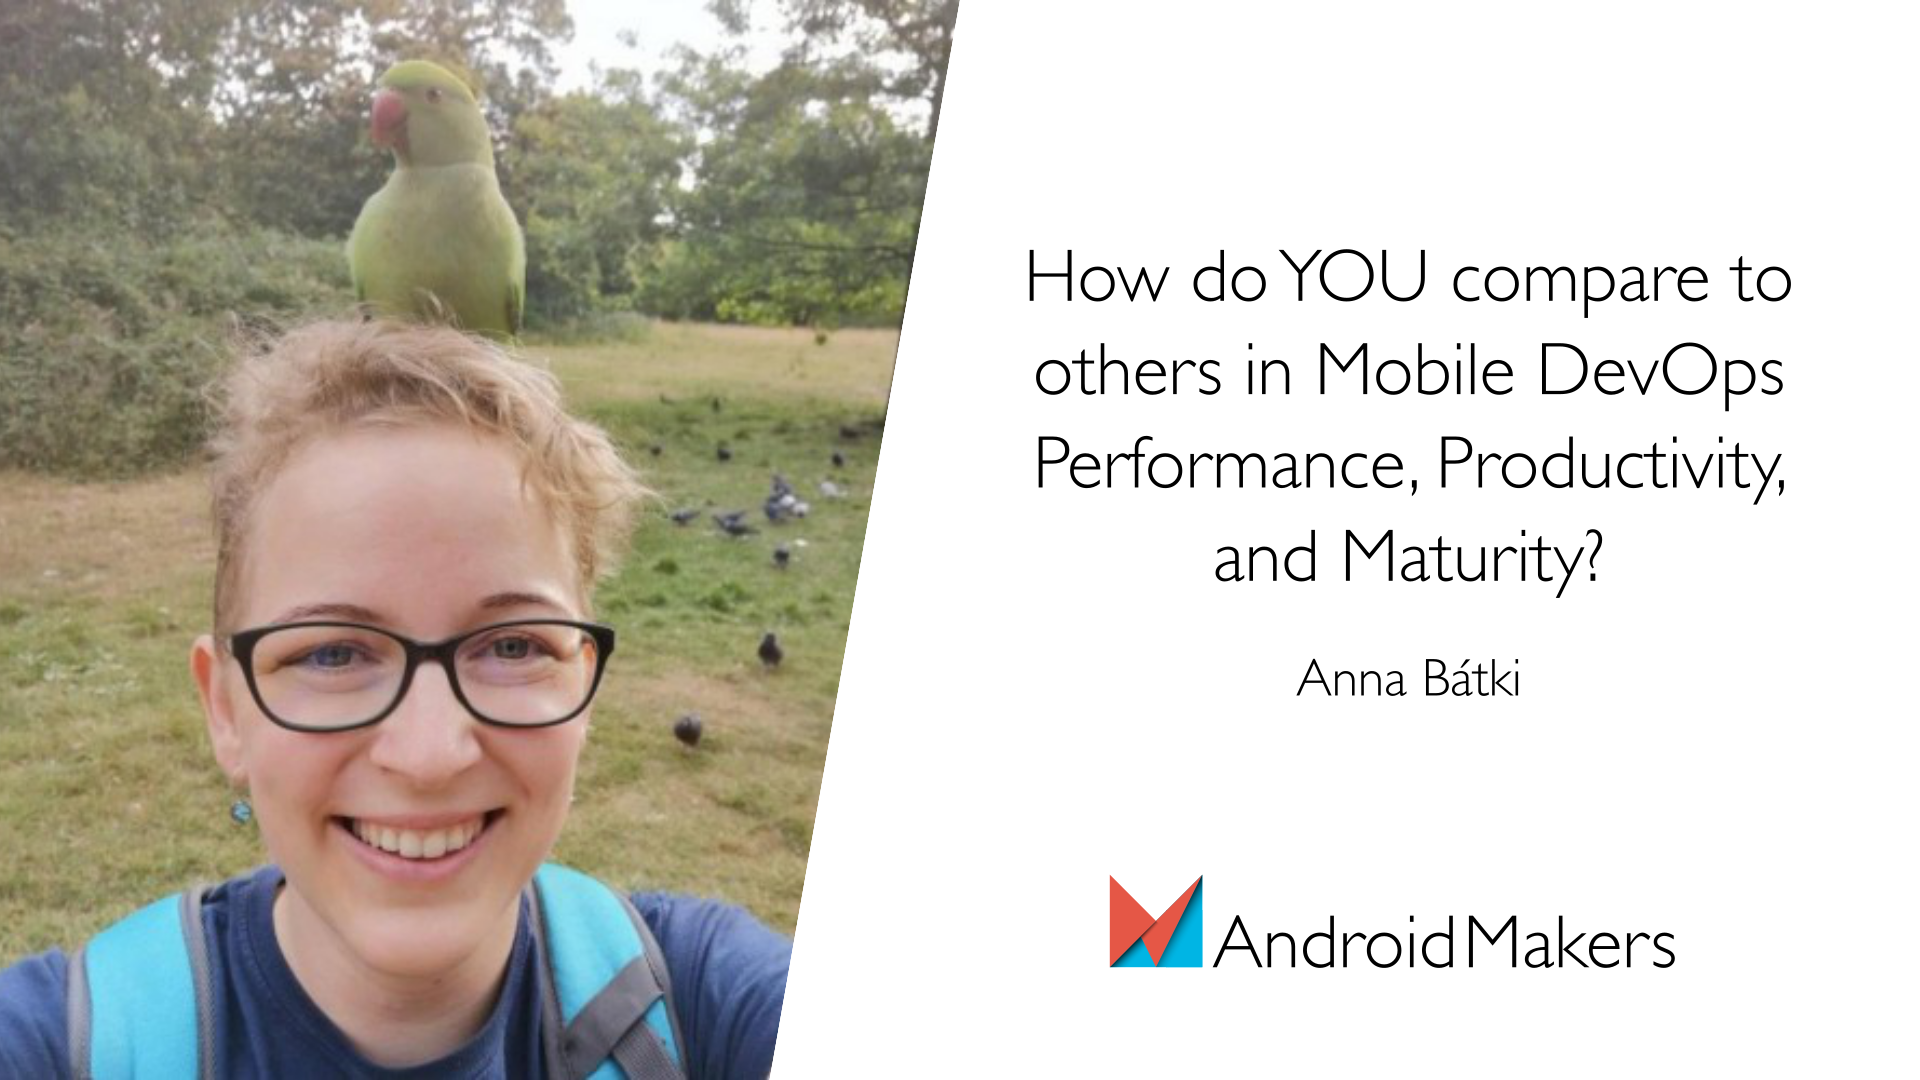 How do YOU compare to
others in Mobile DevOps
Performance, Productivity,
and Maturity?
Anna Bátki
AndroidMakers